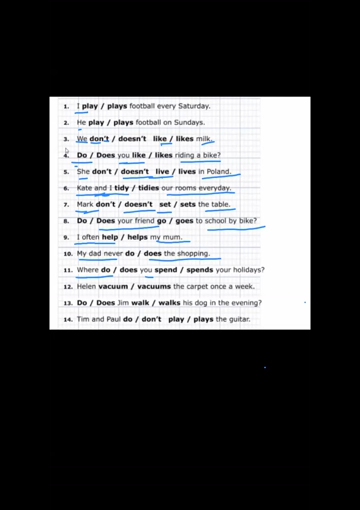 1. I play / plays football every Saturday.
2. He play / plays football on Sundays.
3. We don't / doesn't like / likes milk.
4. Do / Does you like / likes riding a bike?
5. She don't / doesn't live / lives in Poland.
6. Kate and I tidy / tidies our rooms everyday.
7. Mark don't / doesn't set / sets the table.
8. Do / Does your friend go / goes to school by bike?
9. I often help / helps my mum.
10. My dad never do / does the shopping.
11. Where do / does you spend / spends your holidays?
12. Helen vacuum / vacuums the carpet once a week.
13. Do / Does Jim walk / walks his dog in the evening?
14. Tim and Paul do / don't play / plays the guitar.